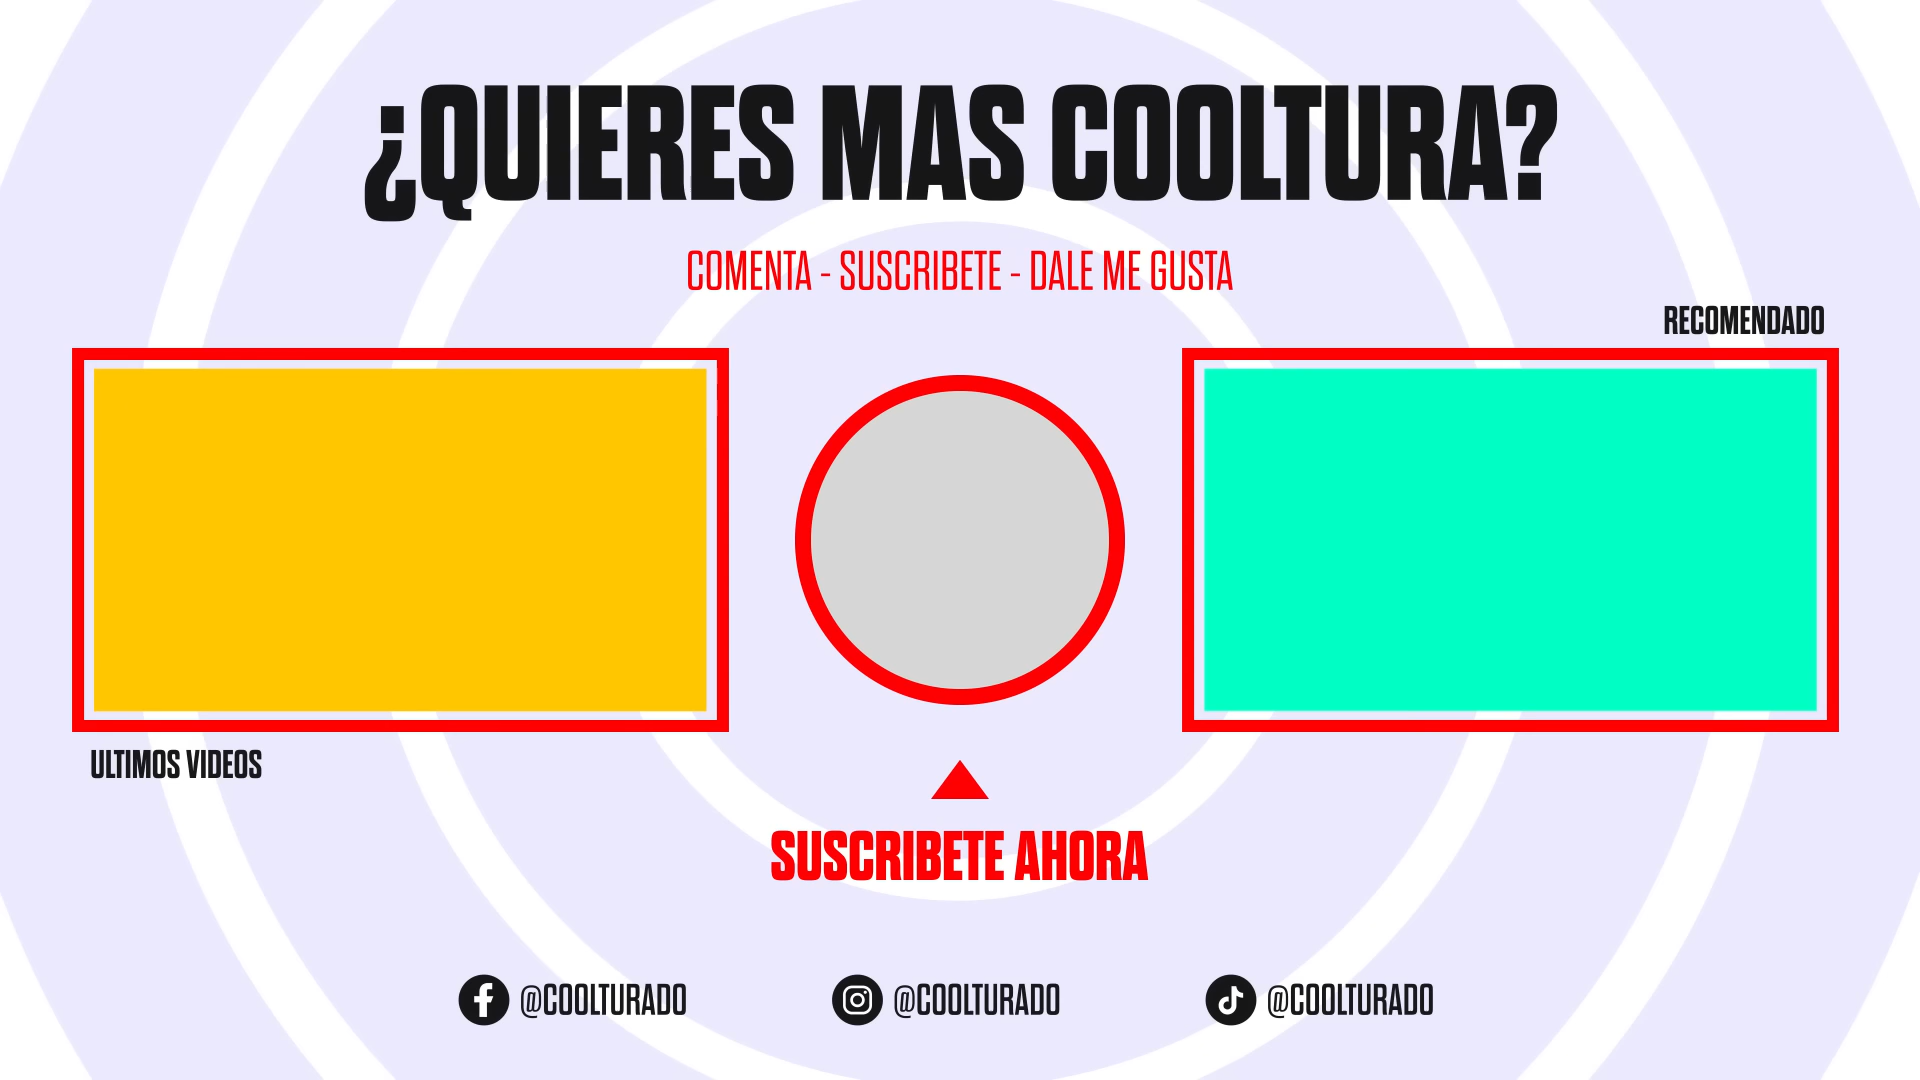 ¿QUIERES MAS COOLTURA?
COMENTA - SUSCRIBETE - DALE ME GUSTA
RECOMENDADO
ULTIMOS VIDEOS
SUSCRIBETE AHORA
@COOLTURADO
@COOLTURADO
@COOLTURADO